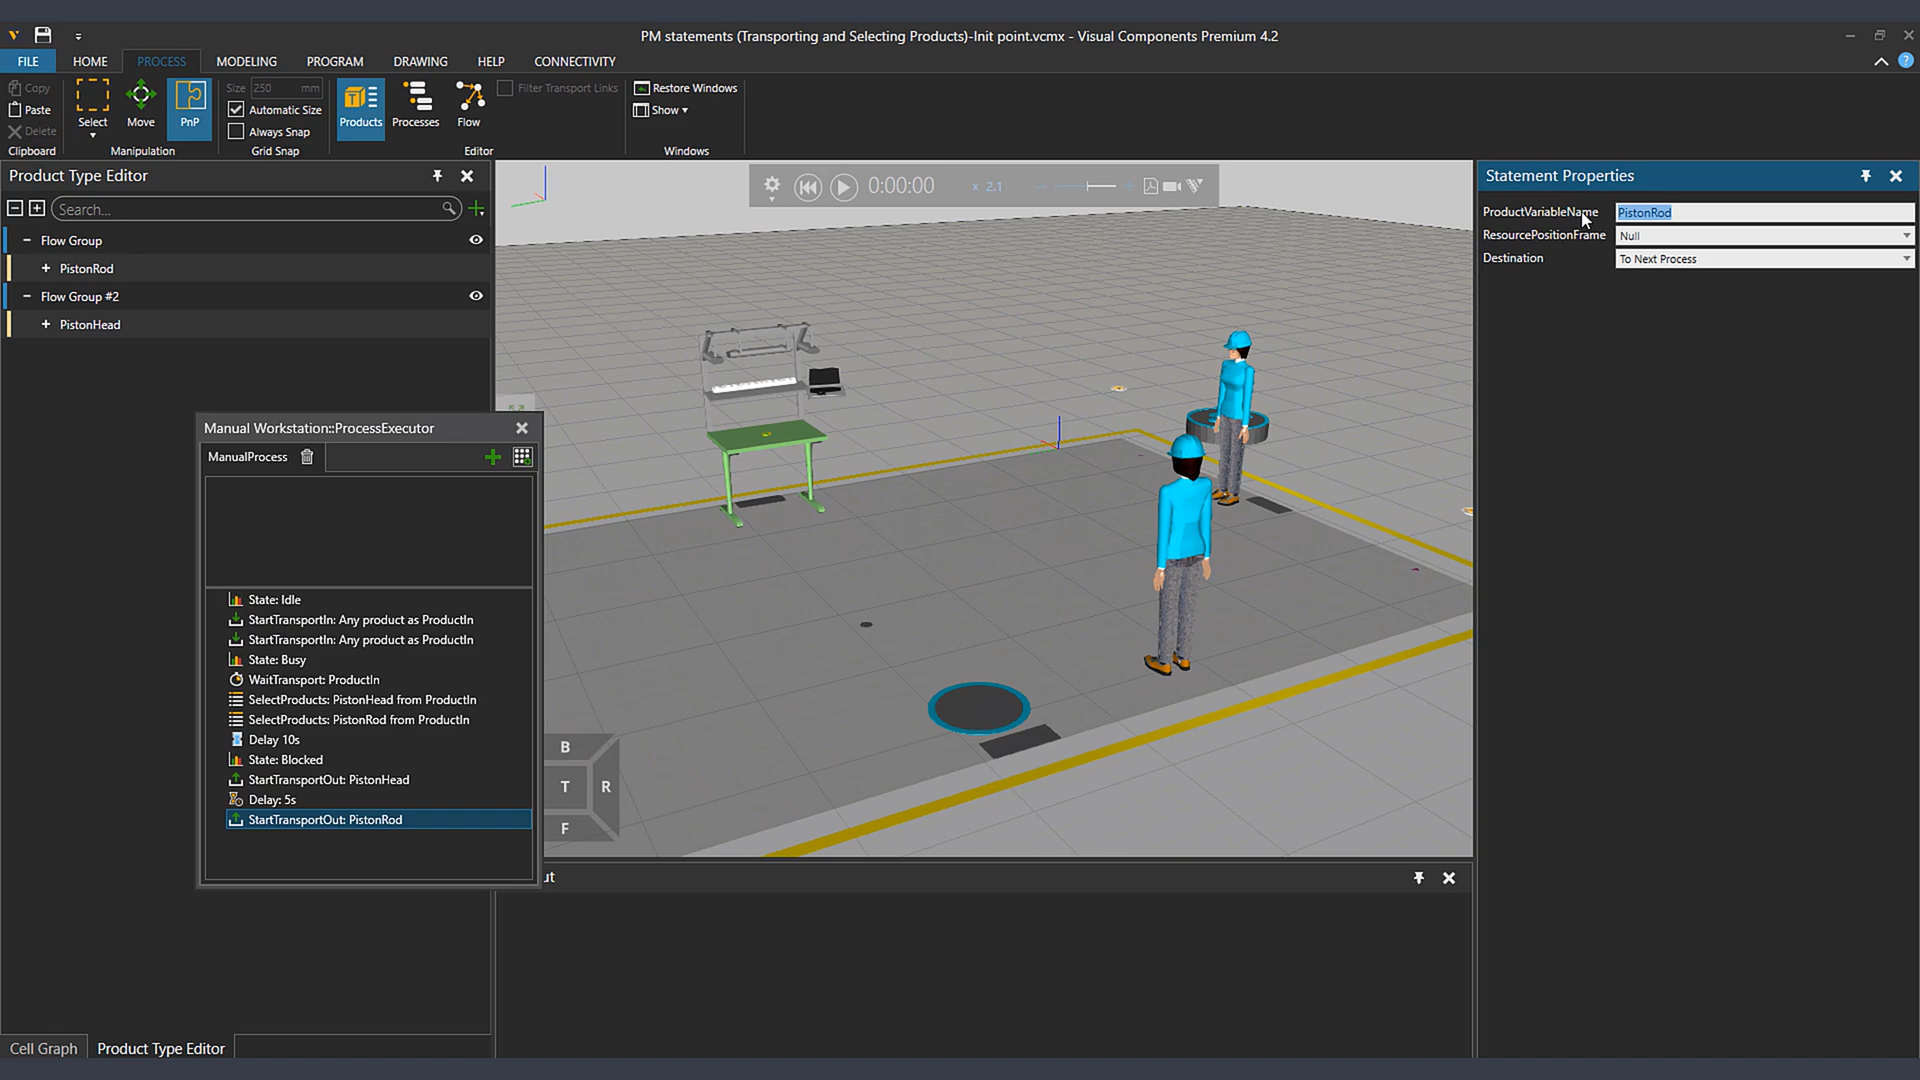 PM statements (Transporting and Selecting Products)-Init point.vcmx - Visual Components Premium 4.2
FILE
HOME
PROCESS
MODELING
PROGRAM
DRAWING
HELP
CONNECTIVITY
Copy
Paste
Delete
Clipboard
Select
Move
PnP
Manipulation
Size 250 mm
Automatic Size
Always Snap
Grid Snap
Products
Processes
Flow
Filter Transport Links
Editor
Restore Windows
Show
Windows
Product Type Editor
Search...
Flow Group
PistonRod
Flow Group #2
PistonHead
Manual Workstation::ProcessExecutor
ManualProcess
State: Idle
StartTransportIn: Any product as ProductIn
StartTransportIn: Any product as ProductIn
State: Busy
WaitTransport: ProductIn
SelectProducts: PistonHead from ProductIn
SelectProducts: PistonRod from ProductIn
Delay 10s
State: Blocked
StartTransportOut: PistonHead
Delay: 5s
StartTransportOut: PistonRod
Cell Graph
Product Type Editor
0:00:00
x 2.1
B
T
R
F
ut
Statement Properties
ProductVariableName PistonRod
ResourcePositionFrame Null
Destination To Next Process